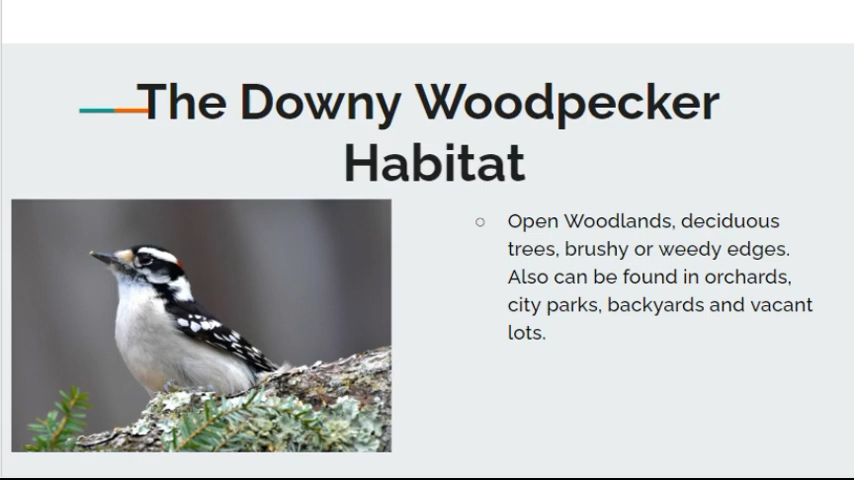 The Downy Woodpecker
Habitat
○ Open Woodlands, deciduous
trees, brushy or weedy edges.
Also can be found in orchards,
city parks, backyards and vacant
lots.